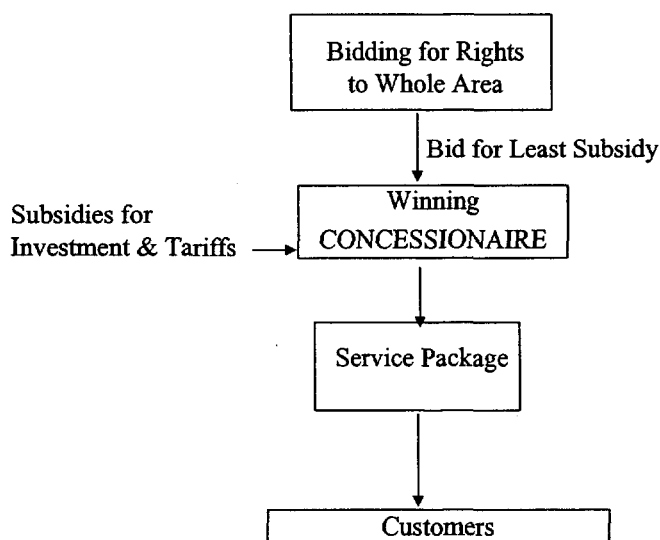 Bidding for Rights
to Whole Area
Bid for Least Subsidy
Winning
CONCESSIONAIRE
Subsidies for
Investment & Tariffs
Service Package
Customers